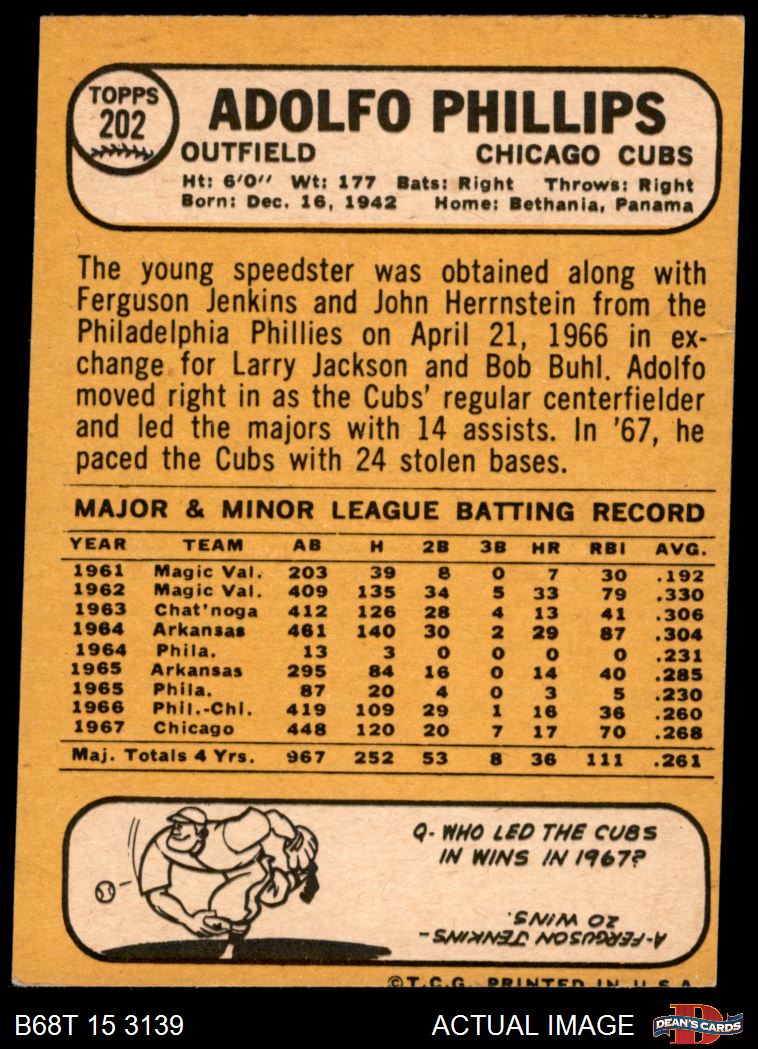 TOPPS
202
ADOLFO PHILLIPS
OUTFIELD CHICAGO CUBS
Ht: 6'0" Wt: 177 Bats: Right Throws: Right
Born: Dec. 16, 1942 Home: Bethania, Panama
The young speedster was obtained along with
Ferguson Jenkins and John Herrnstein from the
Philadelphia Phillies on April 21, 1966 in ex-
change for Larry Jackson and Bob Buhl. Adolfo
moved right in as the Cubs' regular centerfielder
and led the majors with 14 assists. In '67, he
paced the Cubs with 24 stolen bases.
MAJOR & MINOR LEAGUE BATTING RECORD
YEAR TEAM AB H 2B 3B HR RBI AVG.
1961 Magic Val. 203 39 8 0 7 30 .192
1962 Magic Val. 409 135 34 5 33 79 .330
1963 Chat'noga 412 126 28 4 13 41 .306
1964 Arkansas 461 140 30 2 29 87 .304
1964 Phila. 13 3 0 0 0 0 .231
1965 Arkansas 295 84 16 0 14 40 .285
1965 Phila. 87 20 4 0 3 5 .230
1966 Phil.-Chi. 419 109 29 1 16 36 .260
1967 Chicago 448 120 20 7 17 70 .268
Maj. Totals 4 Yrs. 967 252 53 8 36 111 .261
Q- WHO LED THE CUBS
IN WINS IN 1967?
A-FERGUSON JENKINS -
20 WINS.
©T.C.G. PRINTED IN U.S.A.
B68T 15 3139 ACTUAL IMAGE
DEAN'S CARDS